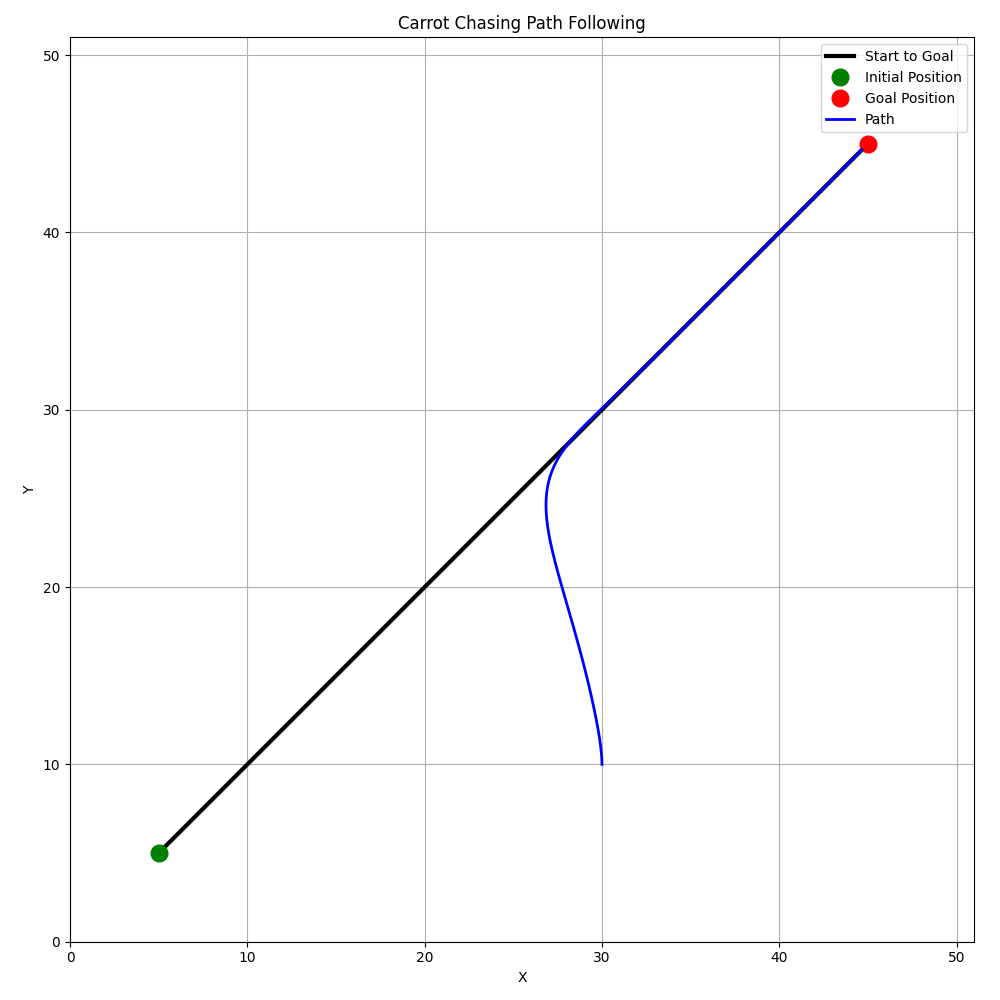 Carrot Chasing Path Following
Start to Goal
Initial Position
Goal Position
Path
50
40
30
20
10
0
Y
0 10 20 30 40 50
X